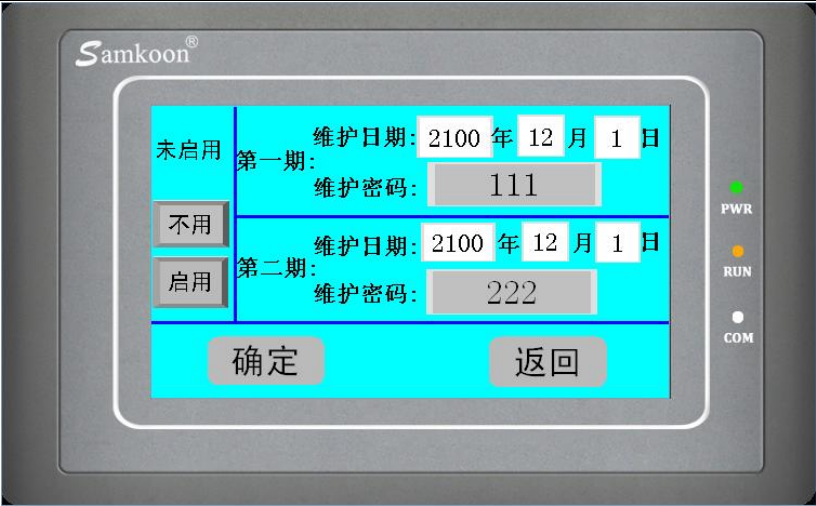 Samkoon®
未启用
第一期:
维护日期: 2100 年 12 月 1 日
维护密码: 111
不用
启用
第二期:
维护日期: 2100 年 12 月 1 日
维护密码: 222
确定
返回
PWR
RUN
COM